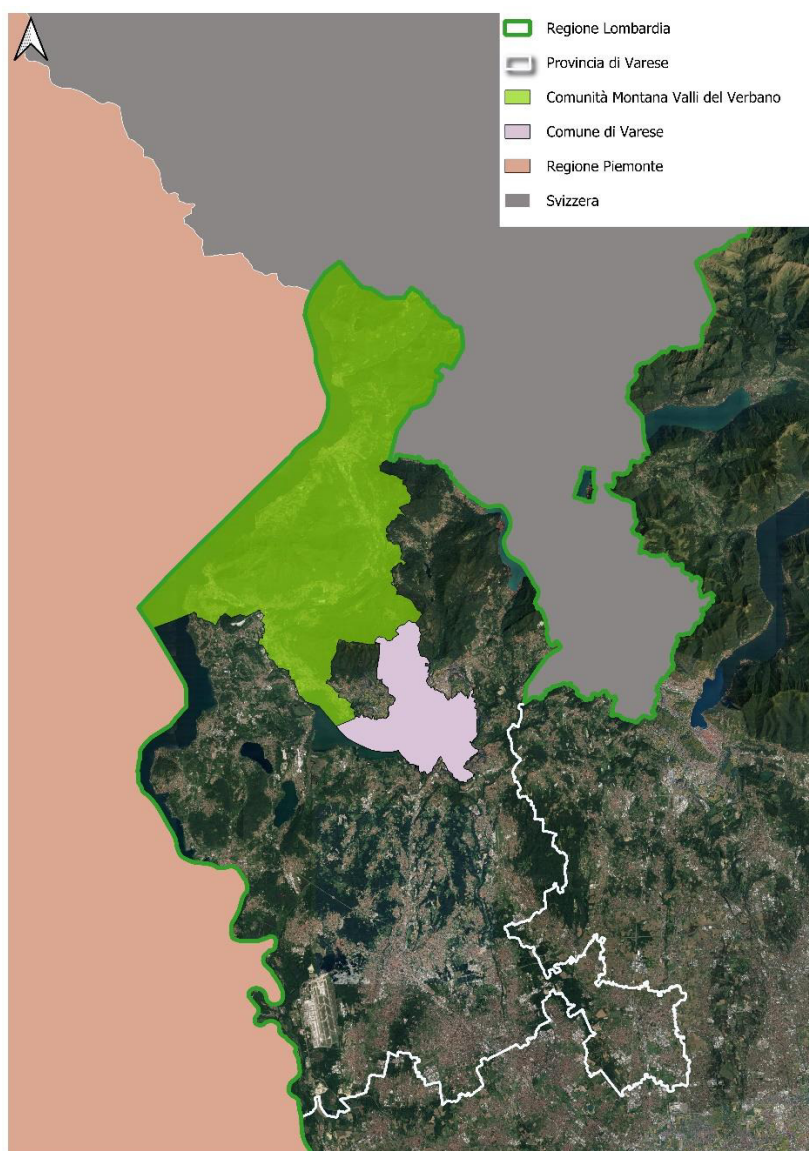 Regione Lombardia
Provincia di Varese
Comunità Montana Valli del Verbano
Comune di Varese
Regione Piemonte
Svizzera